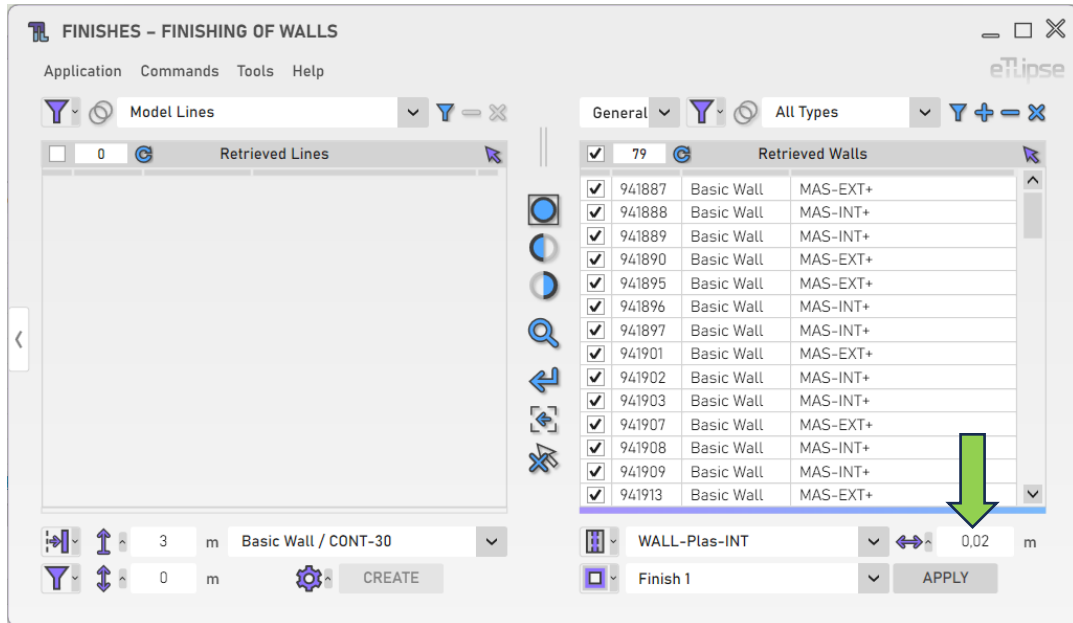 FINISHES – FINISHING OF WALLS
Application Commands Tools Help
eTLipse
Model Lines
General All Types
0 Retrieved Lines
79 Retrieved Walls
941887 Basic Wall MAS-EXT+
941888 Basic Wall MAS-INT+
941889 Basic Wall MAS-INT+
941890 Basic Wall MAS-EXT+
941895 Basic Wall MAS-EXT+
941896 Basic Wall MAS-INT+
941897 Basic Wall MAS-INT+
941901 Basic Wall MAS-EXT+
941902 Basic Wall MAS-INT+
941903 Basic Wall MAS-INT+
941907 Basic Wall MAS-EXT+
941908 Basic Wall MAS-INT+
941909 Basic Wall MAS-INT+
941913 Basic Wall MAS-EXT+
3 m Basic Wall / CONT-30
WALL-Plas-INT 0,02 m
0 m CREATE
Finish 1 APPLY